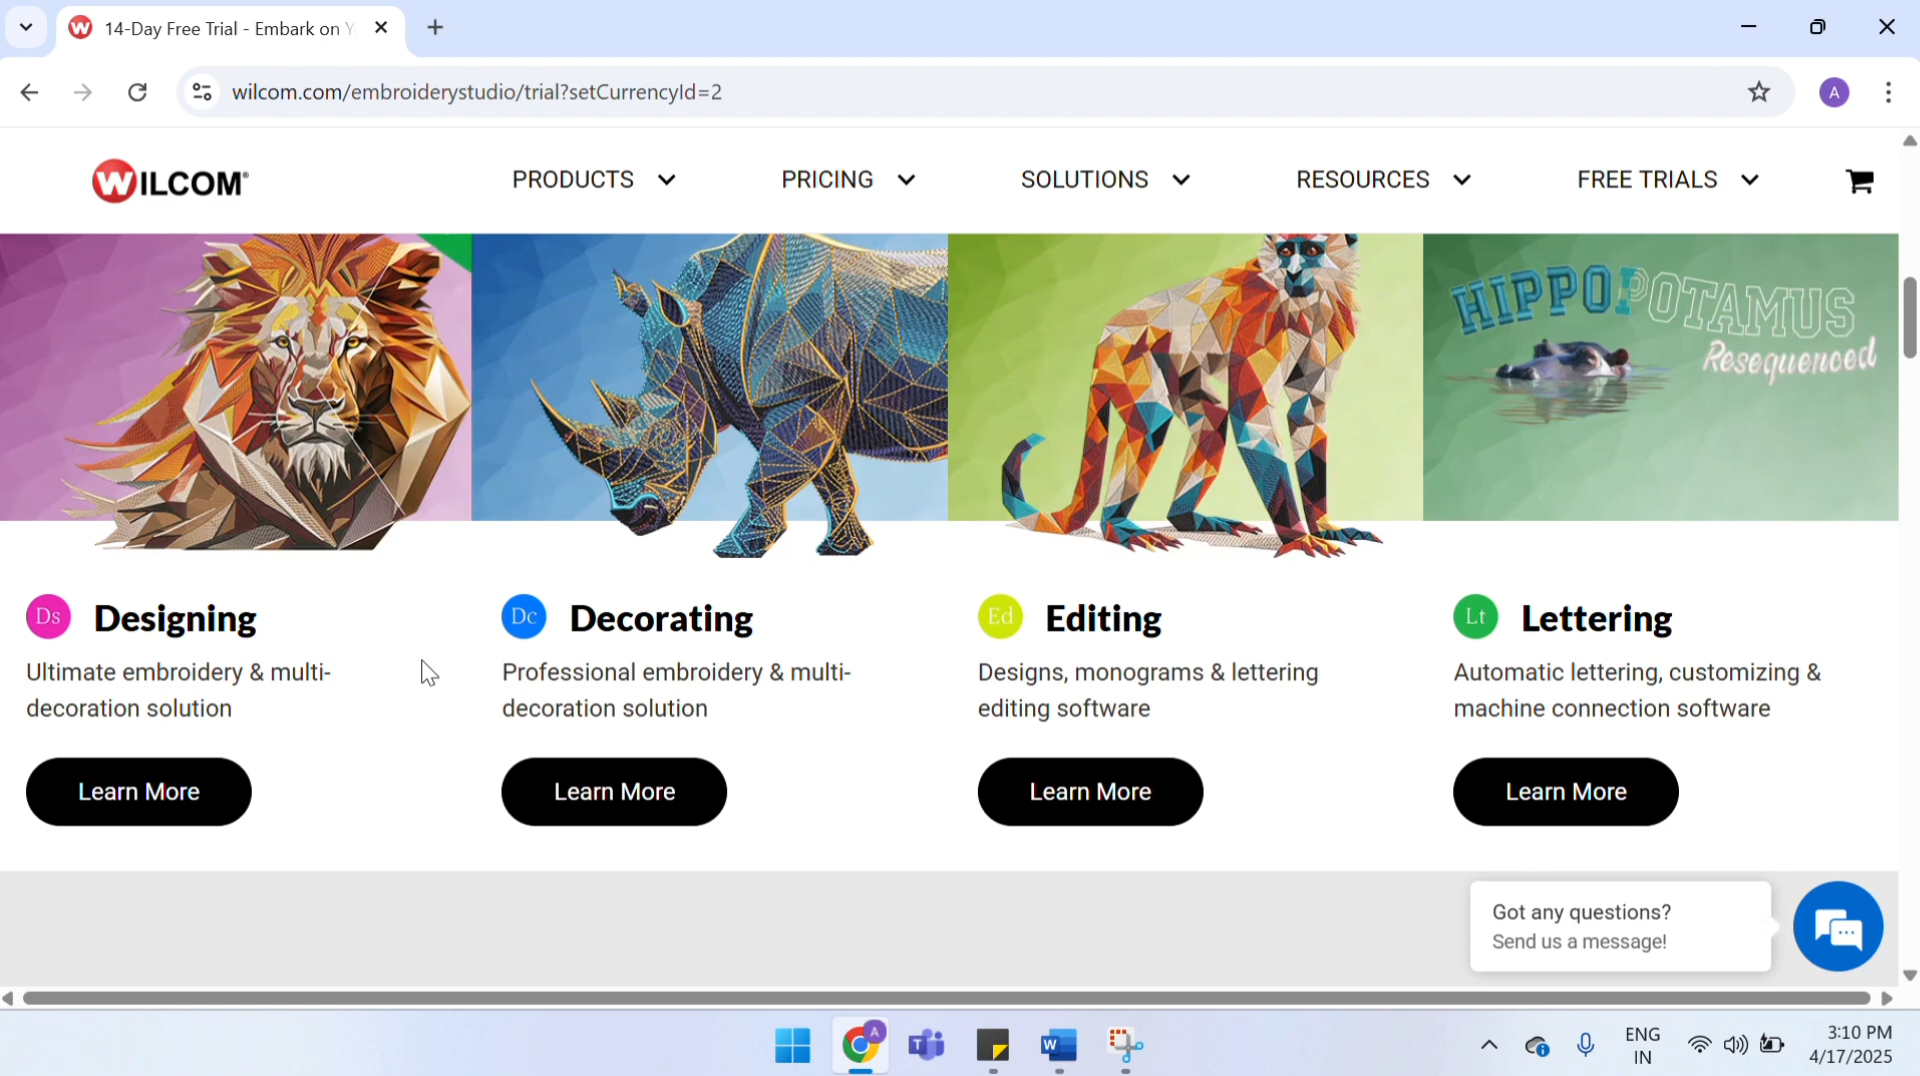 14-Day Free Trial - Embark on Y
wilcom.com/embroiderystudio/trial?setCurrencyId=2
A
WILCOM®
PRODUCTS
PRICING
SOLUTIONS
RESOURCES
FREE TRIALS
HIPPOPOTAMUS
Resequenced
Ds Designing
Ultimate embroidery & multi-
decoration solution
Learn More
Dc Decorating
Professional embroidery & multi-
decoration solution
Learn More
Ed Editing
Designs, monograms & lettering
editing software
Learn More
Lt Lettering
Automatic lettering, customizing &
machine connection software
Learn More
Got any questions?
Send us a message!
ENG
IN
3:10 PM
4/17/2025